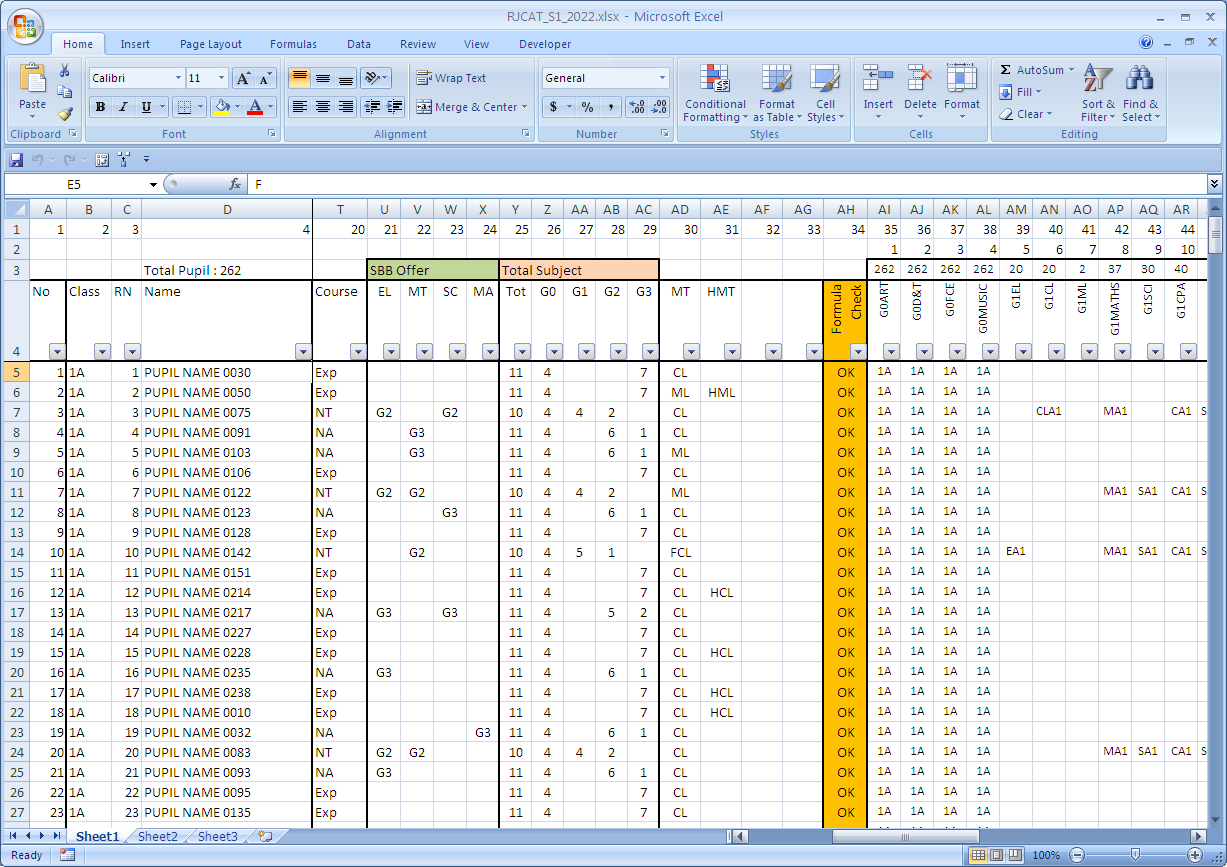 RJCAT_S1_2022.xlsx - Microsoft Excel
Home Insert Page Layout Formulas Data Review View Developer
Calibri 11 Wrap Text General AutoSum
Paste B I U Merge & Center $ % , Conditional Formatting Format as Table Cell Styles Insert Delete Format Fill Clear Sort & Filter Find & Select
Clipboard Font Alignment Number Styles Cells Editing
E5 fx F
A B C D T U V W X Y Z AA AB AC AD AE AF AG AH AI AJ AK AL AM AN AO AP AQ AR
1 1 2 3 4 20 21 22 23 24 25 26 27 28 29 30 31 32 33 34 35 36 37 38 39 40 41 42 43 44
2 1 2 3 4 5 6 7 8 9 10
3 Total Pupil : 262 SBB Offer Total Subject 262 262 262 262 20 20 2 37 30 40
4 No Class RN Name Course EL MT SC MA Tot G0 G1 G2 G3 MT HMT Formula Check G0ART G0D&T G0FCE G0MUSIC G1EL G1CL G1ML G1MATHS G1SCI G1CPA
5 1 1A 1 PUPIL NAME 0030 Exp 11 4 7 CL OK 1A 1A 1A 1A
6 2 1A 2 PUPIL NAME 0050 Exp 11 4 7 ML HML OK 1A 1A 1A 1A
7 3 1A 3 PUPIL NAME 0075 NT G2 G2 10 4 4 2 CL OK 1A 1A 1A 1A CLA1 MA1 CA1 S
8 4 1A 4 PUPIL NAME 0091 NA G3 11 4 6 1 CL OK 1A 1A 1A 1A
9 5 1A 5 PUPIL NAME 0103 NA G3 11 4 6 1 ML OK 1A 1A 1A 1A
10 6 1A 6 PUPIL NAME 0106 Exp 11 4 7 CL OK 1A 1A 1A 1A
11 7 1A 7 PUPIL NAME 0122 NT G2 G2 10 4 4 2 ML OK 1A 1A 1A 1A MA1 SA1 CA1 S
12 8 1A 8 PUPIL NAME 0123 NA G3 11 4 6 1 CL OK 1A 1A 1A 1A
13 9 1A 9 PUPIL NAME 0128 Exp 11 4 7 CL OK 1A 1A 1A 1A
14 10 1A 10 PUPIL NAME 0142 NT G2 10 4 5 1 FCL OK 1A 1A 1A 1A EA1 MA1 SA1 CA1 S
15 11 1A 11 PUPIL NAME 0151 Exp 11 4 7 CL OK 1A 1A 1A 1A
16 12 1A 12 PUPIL NAME 0214 Exp 11 4 7 CL HCL OK 1A 1A 1A 1A
17 13 1A 13 PUPIL NAME 0217 NA G3 G3 11 4 5 2 CL OK 1A 1A 1A 1A
18 14 1A 14 PUPIL NAME 0227 Exp 11 4 7 CL OK 1A 1A 1A 1A
19 15 1A 15 PUPIL NAME 0228 Exp 11 4 7 CL HCL OK 1A 1A 1A 1A
20 16 1A 16 PUPIL NAME 0235 NA G3 11 4 6 1 CL OK 1A 1A 1A 1A
21 17 1A 17 PUPIL NAME 0238 Exp 11 4 7 CL HCL OK 1A 1A 1A 1A
22 18 1A 18 PUPIL NAME 0010 Exp 11 4 7 CL HCL OK 1A 1A 1A 1A
23 19 1A 19 PUPIL NAME 0032 NA G3 11 4 6 1 CL OK 1A 1A 1A 1A
24 20 1A 20 PUPIL NAME 0083 NT G2 G2 10 4 4 2 CL OK 1A 1A 1A 1A MA1 SA1 CA1 S
25 21 1A 21 PUPIL NAME 0093 NA G3 11 4 6 1 CL OK 1A 1A 1A 1A
26 22 1A 22 PUPIL NAME 0095 Exp 11 4 7 CL OK 1A 1A 1A 1A
27 23 1A 23 PUPIL NAME 0135 Exp 11 4 7 CL OK 1A 1A 1A 1A
Sheet1 Sheet2 Sheet3
Ready 100%